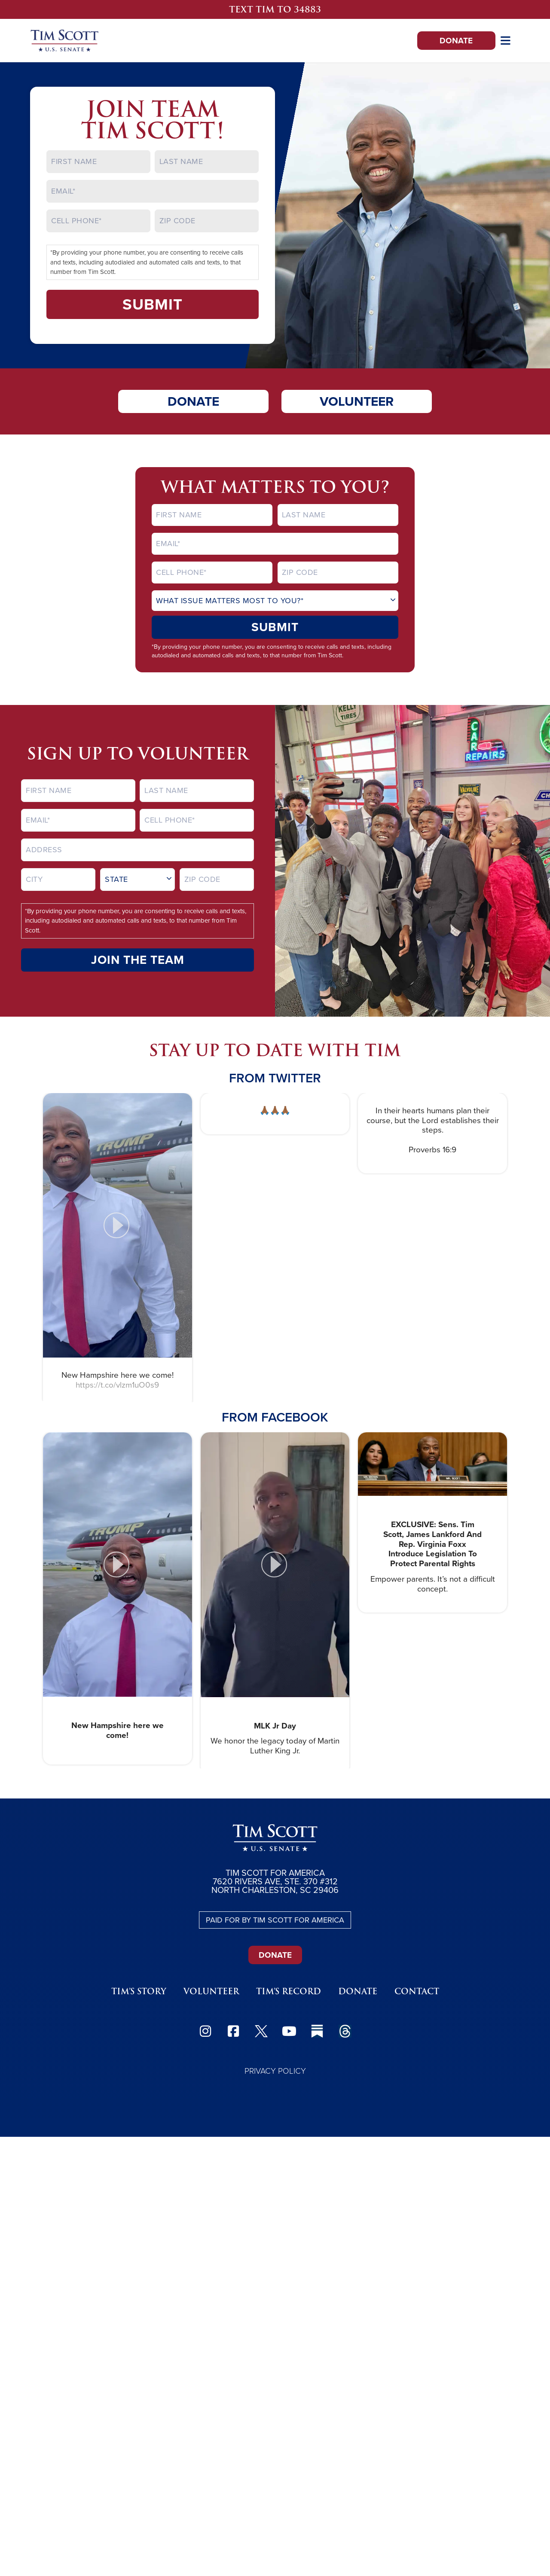 TEXT TIM TO 34883
TIM SCOTT
★ U.S. SENATE ★
DONATE
JOIN TEAM
TIM SCOTT!
FIRST NAME
LAST NAME
EMAIL*
CELL PHONE*
ZIP CODE
*By providing your phone number, you are consenting to receive calls
and texts, including autodialed and automated calls and texts, to that
number from Tim Scott.
SUBMIT
DONATE
VOLUNTEER
WHAT MATTERS TO YOU?
FIRST NAME
LAST NAME
EMAIL*
CELL PHONE*
ZIP CODE
WHAT ISSUE MATTERS MOST TO YOU?*
SUBMIT
*By providing your phone number, you are consenting to receive calls and texts, including
autodialed and automated calls and texts, to that number from Tim Scott.
SIGN UP TO VOLUNTEER
FIRST NAME
LAST NAME
EMAIL*
CELL PHONE*
ADDRESS
CITY
STATE
ZIP CODE
*By providing your phone number, you are consenting to receive calls and texts,
including autodialed and automated calls and texts, to that number from Tim
Scott.
JOIN THE TEAM
KELLY
TIRES
CAR
REPAIRS
VALVOLINE
STAY UP TO DATE WITH TIM
FROM TWITTER
TRUMP
New Hampshire here we come!
🙏🏾🙏🏾🙏🏾
In their hearts humans plan their
course, but the Lord establishes their
steps.
Proverbs 16:9
FROM FACEBOOK
TRUMP
New Hampshire here we
come!
MLK Jr Day
We honor the legacy today of Martin
Luther King Jr.
EXCLUSIVE: Sens. Tim
Scott, James Lankford And
Rep. Virginia Foxx
Introduce Legislation To
Protect Parental Rights
Empower parents. It's not a difficult
concept.
TIM SCOTT
★ U.S. SENATE ★
TIM SCOTT FOR AMERICA
7620 RIVERS AVE, STE. 370 #312
NORTH CHARLESTON, SC 29406
PAID FOR BY TIM SCOTT FOR AMERICA
DONATE
TIM'S STORY
VOLUNTEER
TIM'S RECORD
DONATE
CONTACT
PRIVACY POLICY